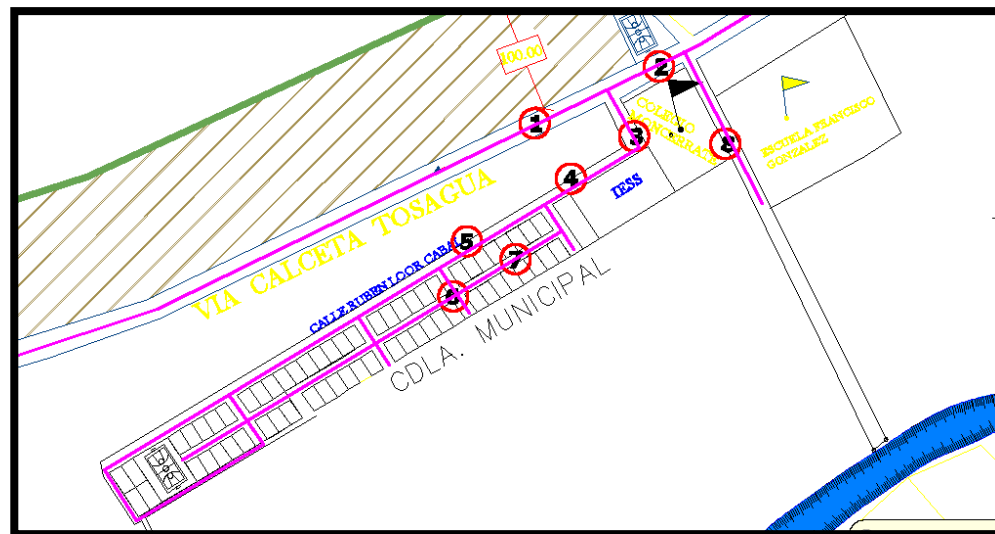 100.00
2
1
COLEGIO
MONSERRATE
3
8
ESCUELA FRANCISCO
GONZALEZ
4
IESS
VIA CALCETA TOSAGUA
5
CALLE RUBEN LOOR
7
6
CDLA. MUNICIPAL